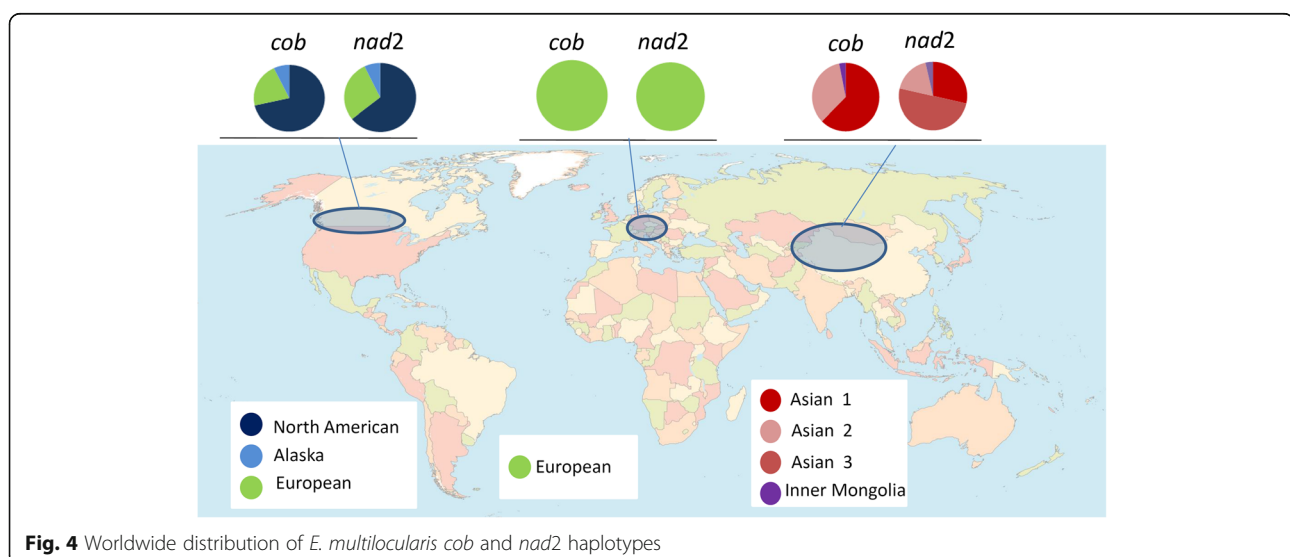 cob nad2 cob nad2 cob nad2
North American
Alaska
European
European
Asian 1
Asian 2
Asian 3
Inner Mongolia
Fig. 4 Worldwide distribution of E. multilocularis cob and nad2 haplotypes